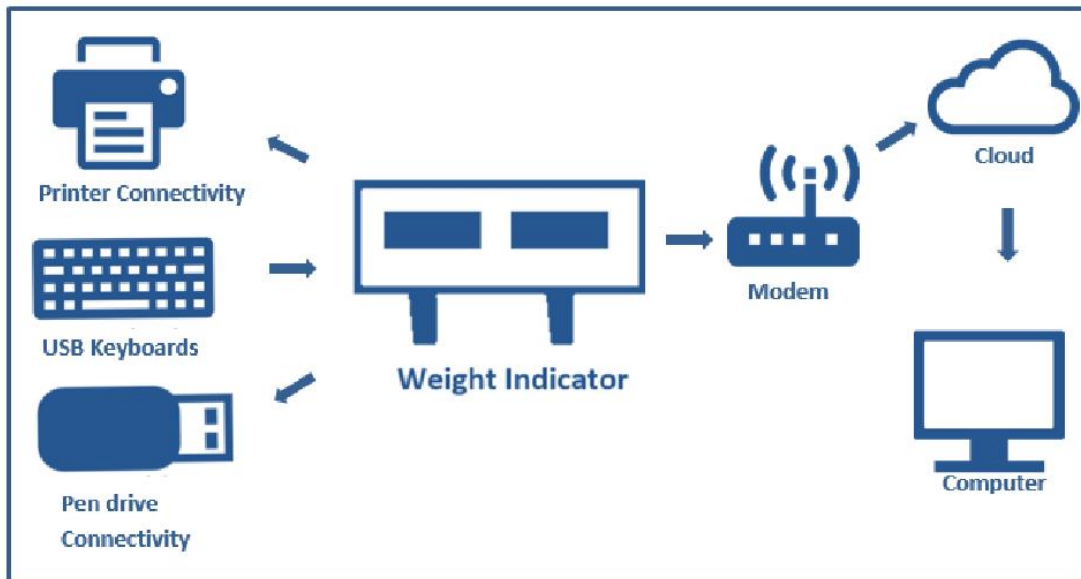 Printer Connectivity
USB Keyboards
Pen drive
Connectivity
Weight Indicator
Modem
Cloud
Computer